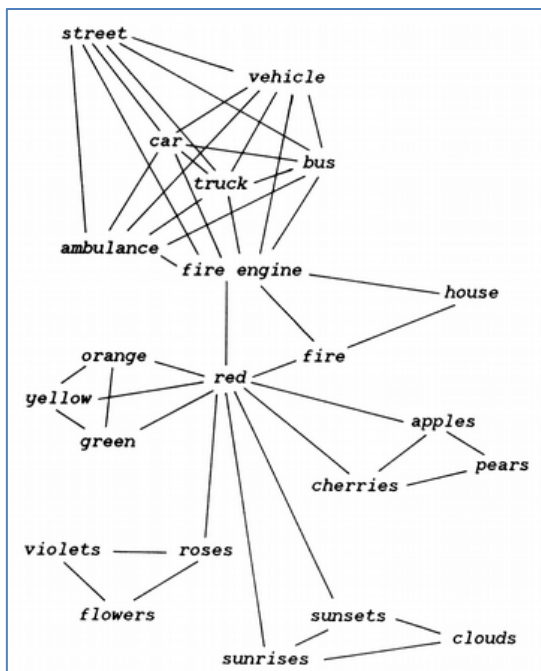 street
vehicle
car
bus
truck
ambulance
fire engine
house
orange
fire
red
yellow
apples
green
pears
cherries
violets
roses
flowers
sunsets
clouds
sunrises